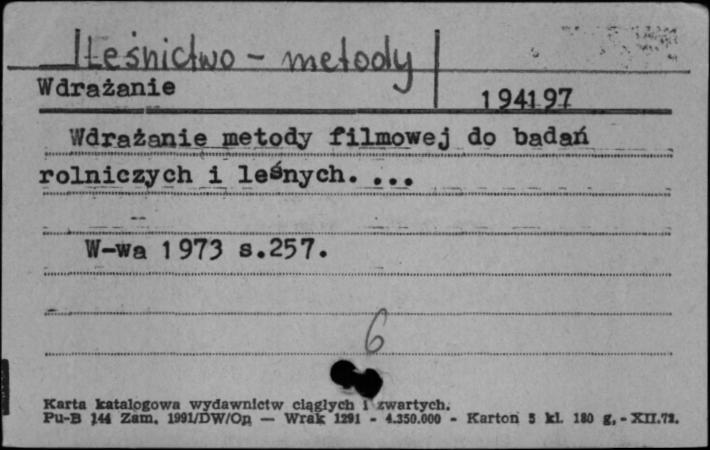 Leśnictwo - metody
Wdrażanie
194197
Wdrażanie metody filmowej do badań
rolniczych i leśnych. ...
W-wa 1973 s.257.
6
Karta katalogowa wydawnictw ciągłych i zwartych.
Pu-B 144 Zam. 1991/DW/Op — Wrak 1291 - 4.350.000 - Karton 5 kl. 180 g. - XII.72.